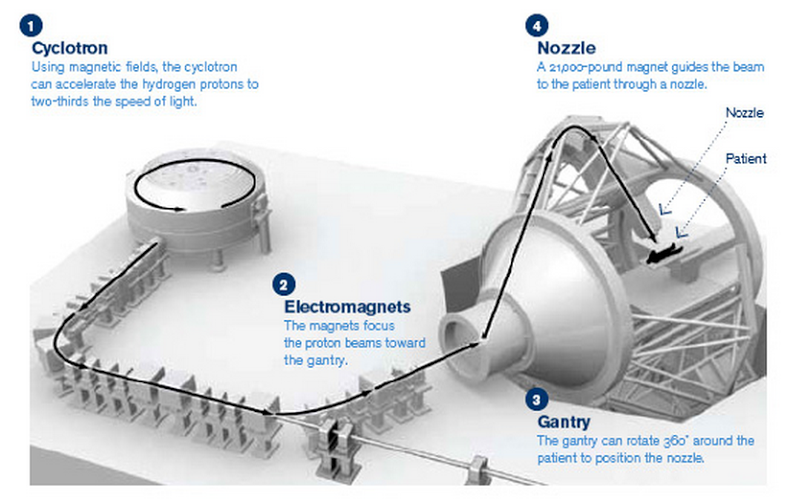 1
Cyclotron
Using magnetic fields, the cyclotron
can accelerate the hydrogen protons to
two-thirds the speed of light.
4
Nozzle
A 21,000-pound magnet guides the beam
to the patient through a nozzle.
Nozzle
Patient
2
Electromagnets
The magnets focus
the proton beams toward
the gantry.
3
Gantry
The gantry can rotate 360° around the
patient to position the nozzle.